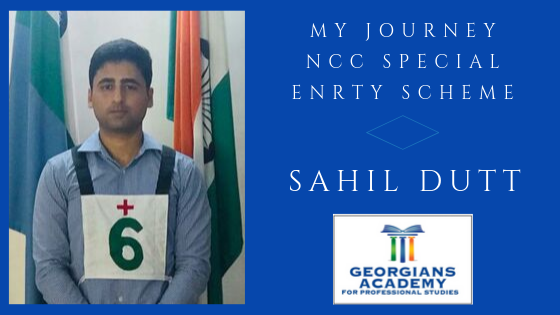 MY JOURNEY
NCC SPECIAL
ENRTY SCHEME
SAHIL DUTT
+
6
GEORGIANS
ACADEMY
FOR PROFESSIONAL STUDIES